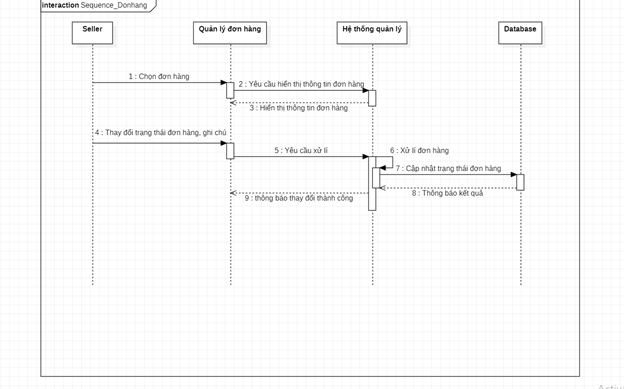 interaction Sequence_Donhang
Seller
Quản lý đơn hàng
Hệ thống quản lý
Database
1 : Chọn đơn hàng
2 : Yêu cầu hiển thị thông tin đơn hàng
3 : Hiển thị thông tin đơn hàng
4 : Thay đổi trạng thái đơn hàng, ghi chú
5 : Yêu cầu xử lí
6 : Xử lí đơn hàng
7 : Cập nhật trạng thái đơn hàng
8 : Thông báo kết quả
9 : thông báo thay đổi thành công